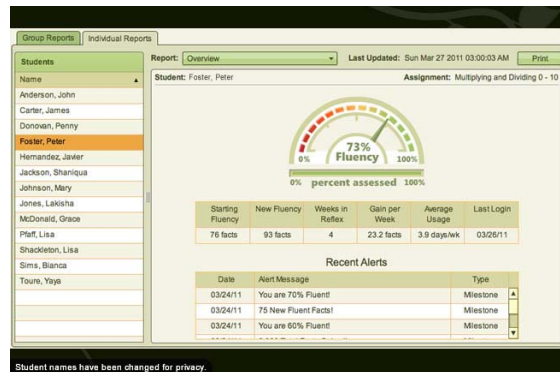 Group Reports Individual Reports
Students
Name
Anderson, John
Carter, James
Donovan, Penny
Foster, Peter
Hernandez, Javier
Jackson, Shaniqua
Johnson, Mary
Jones, Lakisha
McDonald, Grace
Pfaff, Lisa
Shackleton, Lisa
Sims, Bianca
Toure, Yaya
Report: Overview Last Updated: Sun Mar 27 2011 03:00:03 AM Print
Student: Foster, Peter Assignment: Multiplying and Dividing 0 - 10
73%
0% Fluency 100%
0% percent assessed 100%
Starting Fluency New Fluency Weeks in Reflex Gain per Week Average Usage Last Login
76 facts 93 facts 4 23.2 facts 3.9 days/wk 03/26/11
Recent Alerts
Date Alert Message Type
03/24/11 You are 70% Fluent! Milestone
03/24/11 75 New Fluent Facts! Milestone
03/24/11 You are 60% Fluent! Milestone
Student names have been changed for privacy.